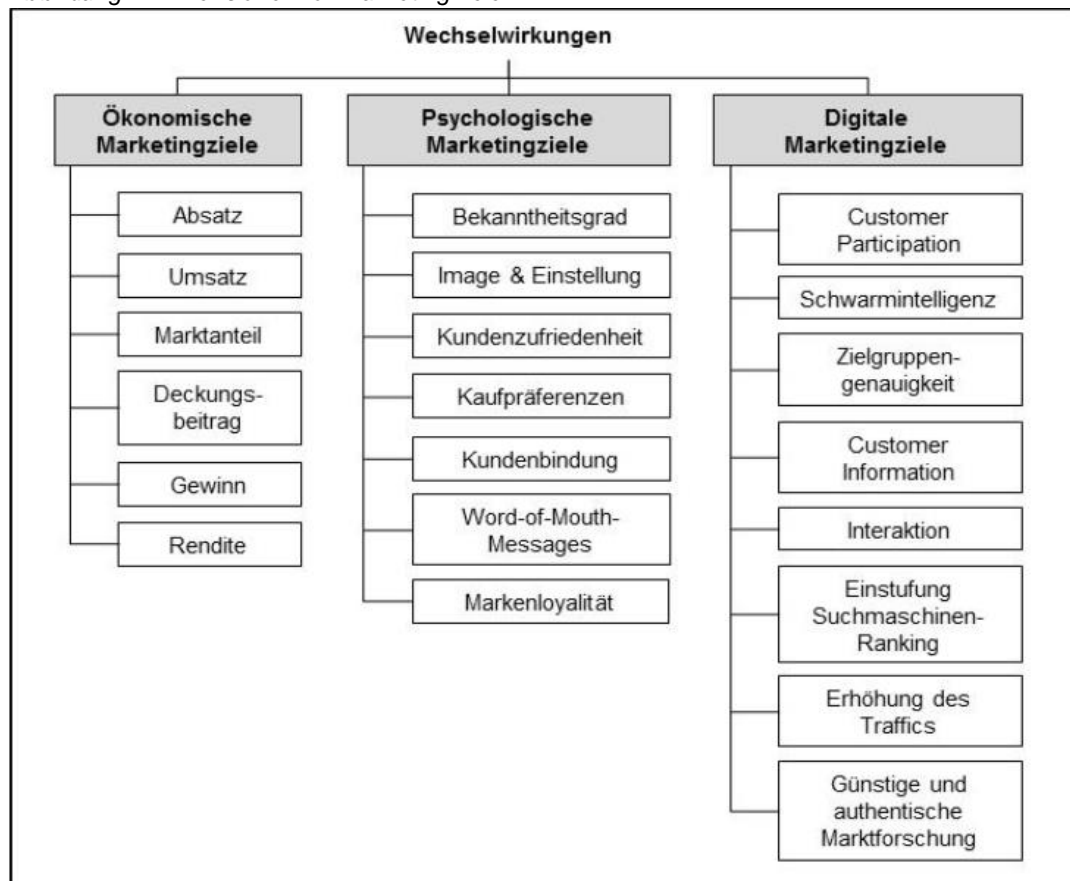 Wechselwirkungen
Ökonomische
Marketingziele
Absatz
Umsatz
Marktanteil
Deckungs-
beitrag
Gewinn
Rendite
Psychologische
Marketingziele
Bekanntheitsgrad
Image & Einstellung
Kundenzufriedenheit
Kaufpräferenzen
Kundenbindung
Word-of-Mouth-
Messages
Markenloyalität
Digitale
Marketingziele
Customer
Participation
Schwarmintelligenz
Zielgruppen-
genauigkeit
Customer
Information
Interaktion
Einstufung
Suchmaschinen-
Ranking
Erhöhung des
Traffics
Günstige und
authentische
Marktforschung